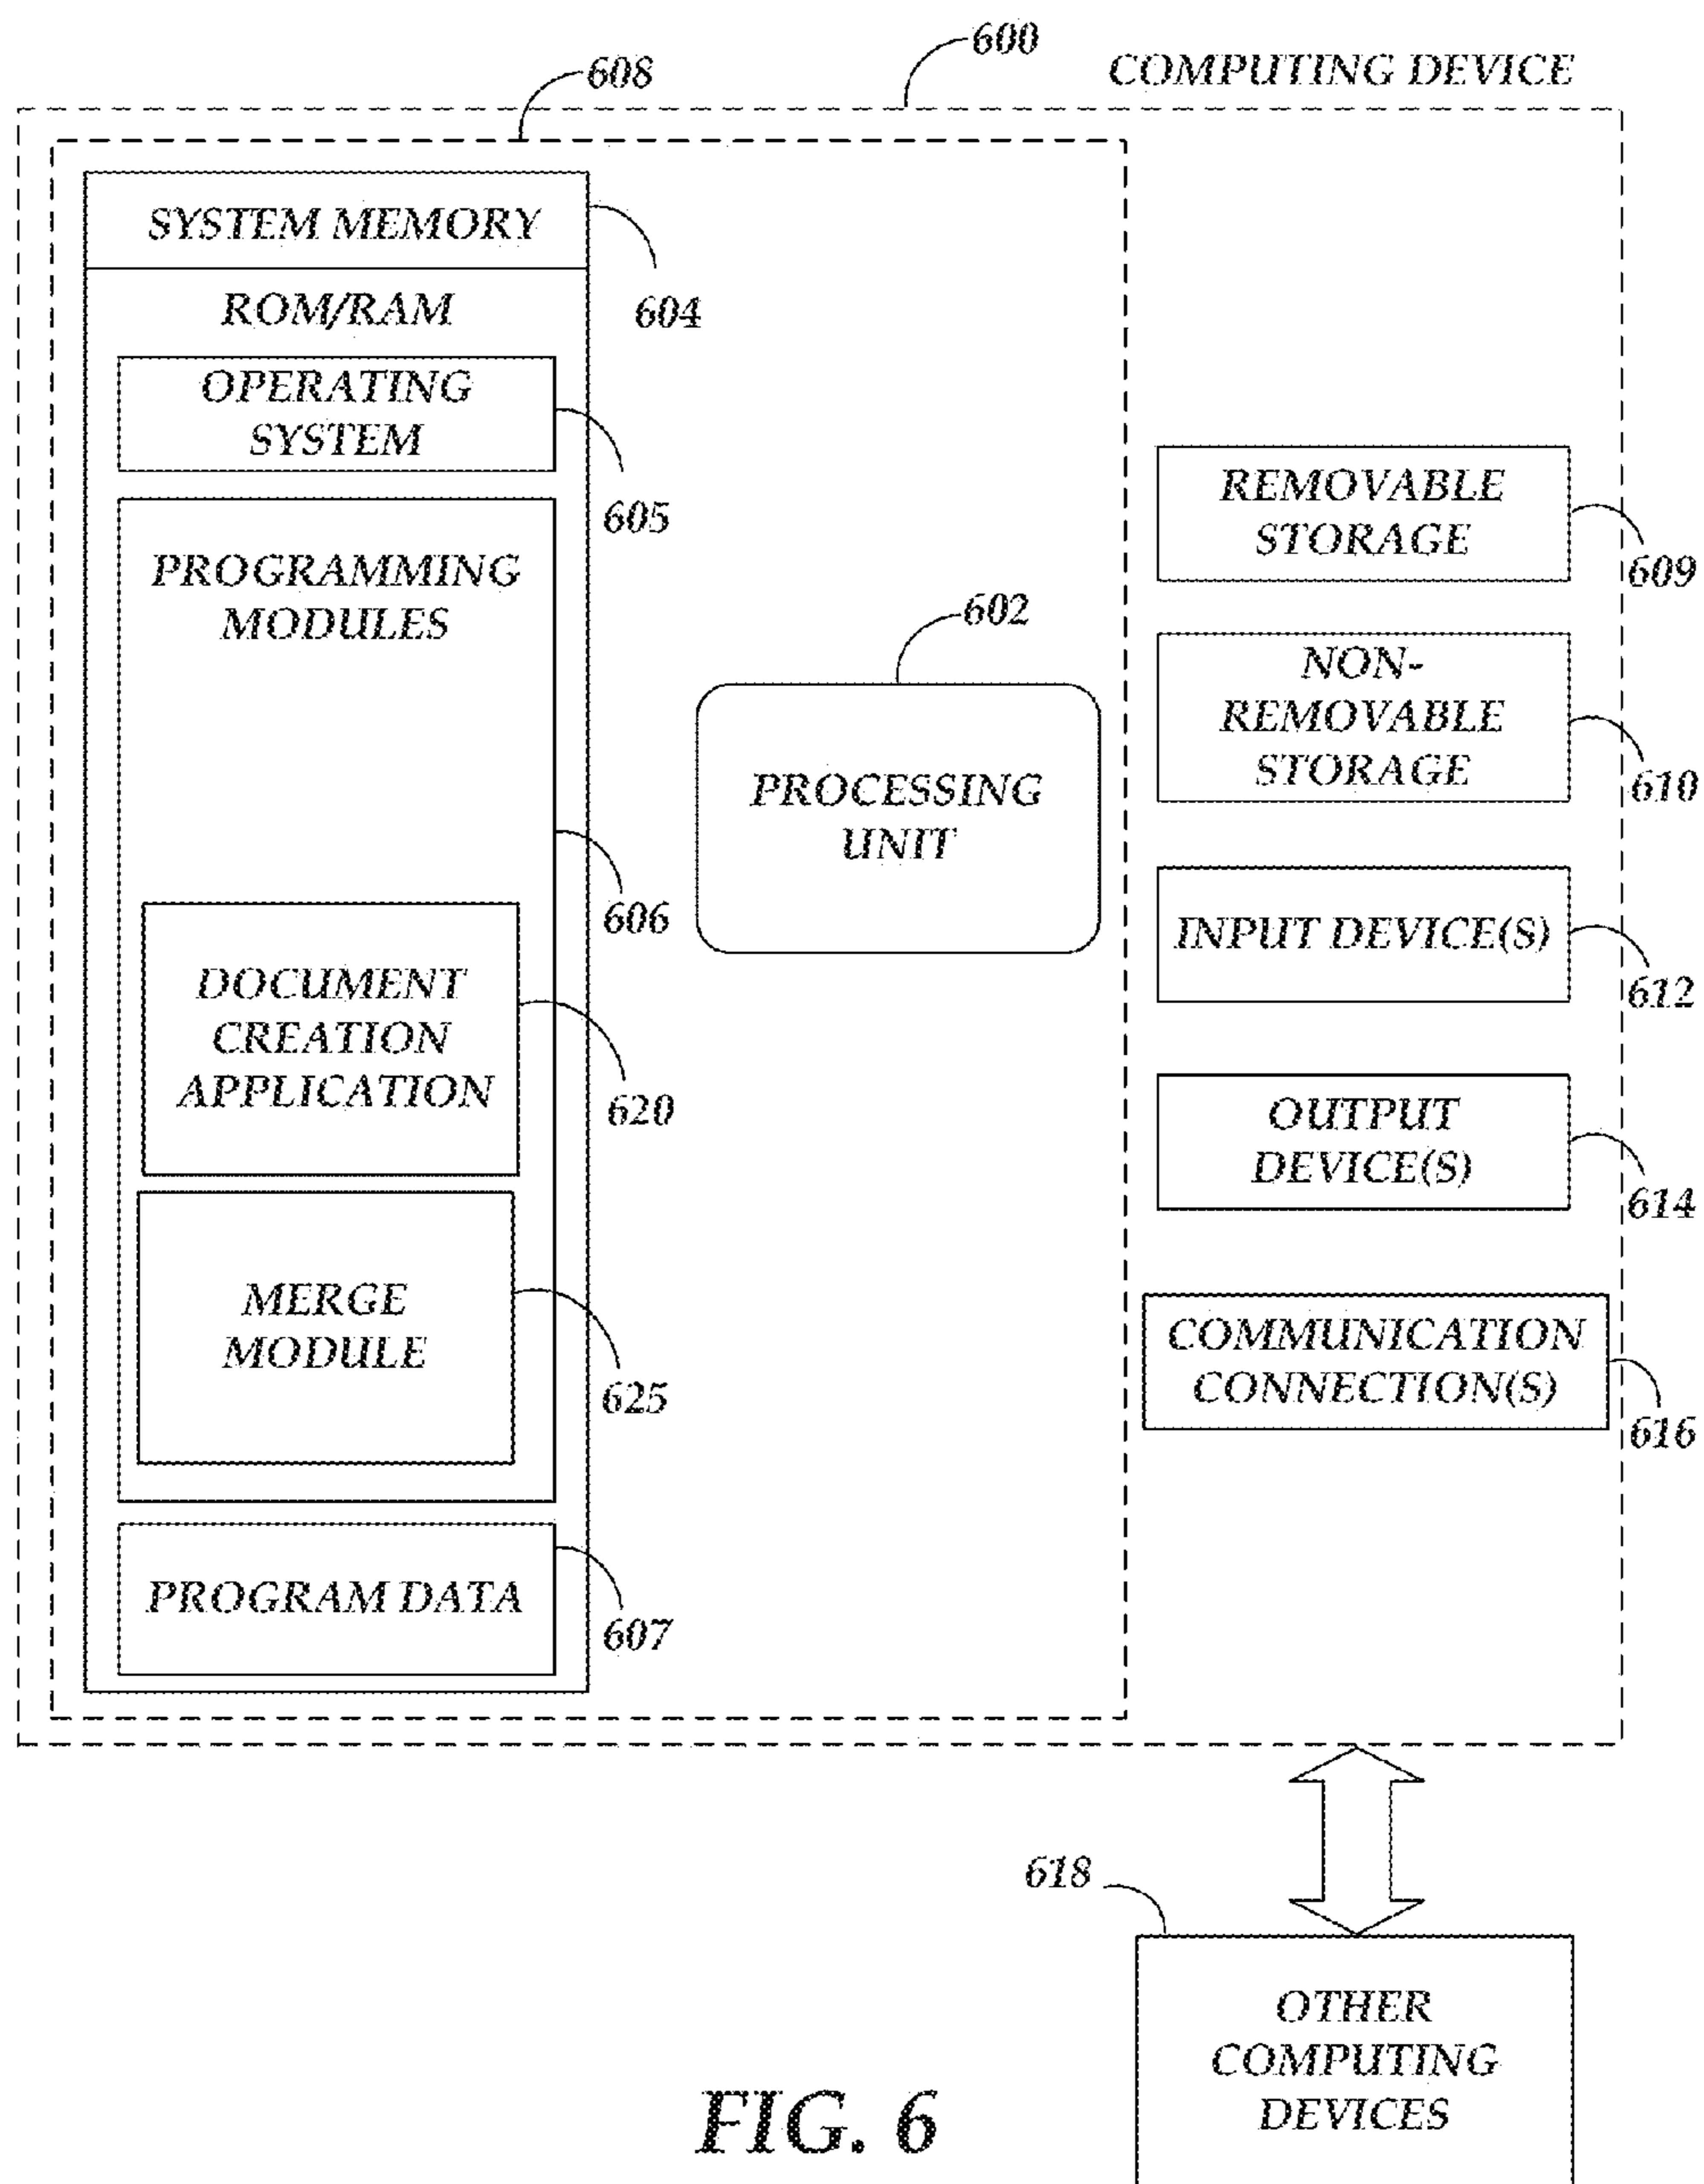 600
COMPUTING DEVICE
608
SYSTEM MEMORY
604
ROM/RAM
OPERATING
SYSTEM
605
PROGRAMMING
MODULES
606
DOCUMENT
CREATION
APPLICATION
620
MERGE
MODULE
625
PROGRAM DATA
607
602
PROCESSING
UNIT
REMOVABLE
STORAGE
609
NON-
REMOVABLE
STORAGE
610
INPUT DEVICE(S)
612
OUTPUT
DEVICE(S)
614
COMMUNICATION
CONNECTION(S)
616
618
OTHER
COMPUTING
DEVICES
FIG. 6